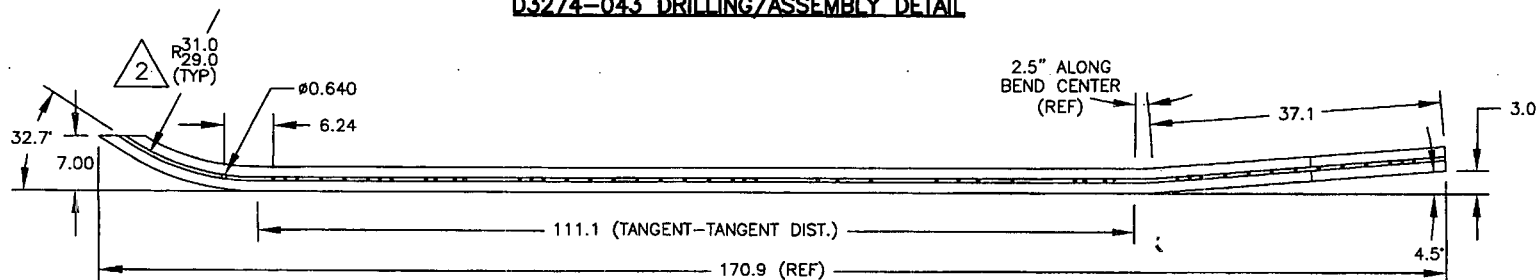 D3274-043 DRILLING/ASSEMBLY DETAIL
2
R31.0
29.0
(TYP)
ø0.640
6.24
32.7°
7.00
2.5" ALONG
BEND CENTER
(REF)
37.1
3.0
111.1 (TANGENT-TANGENT DIST.)
4.5°
170.9 (REF)